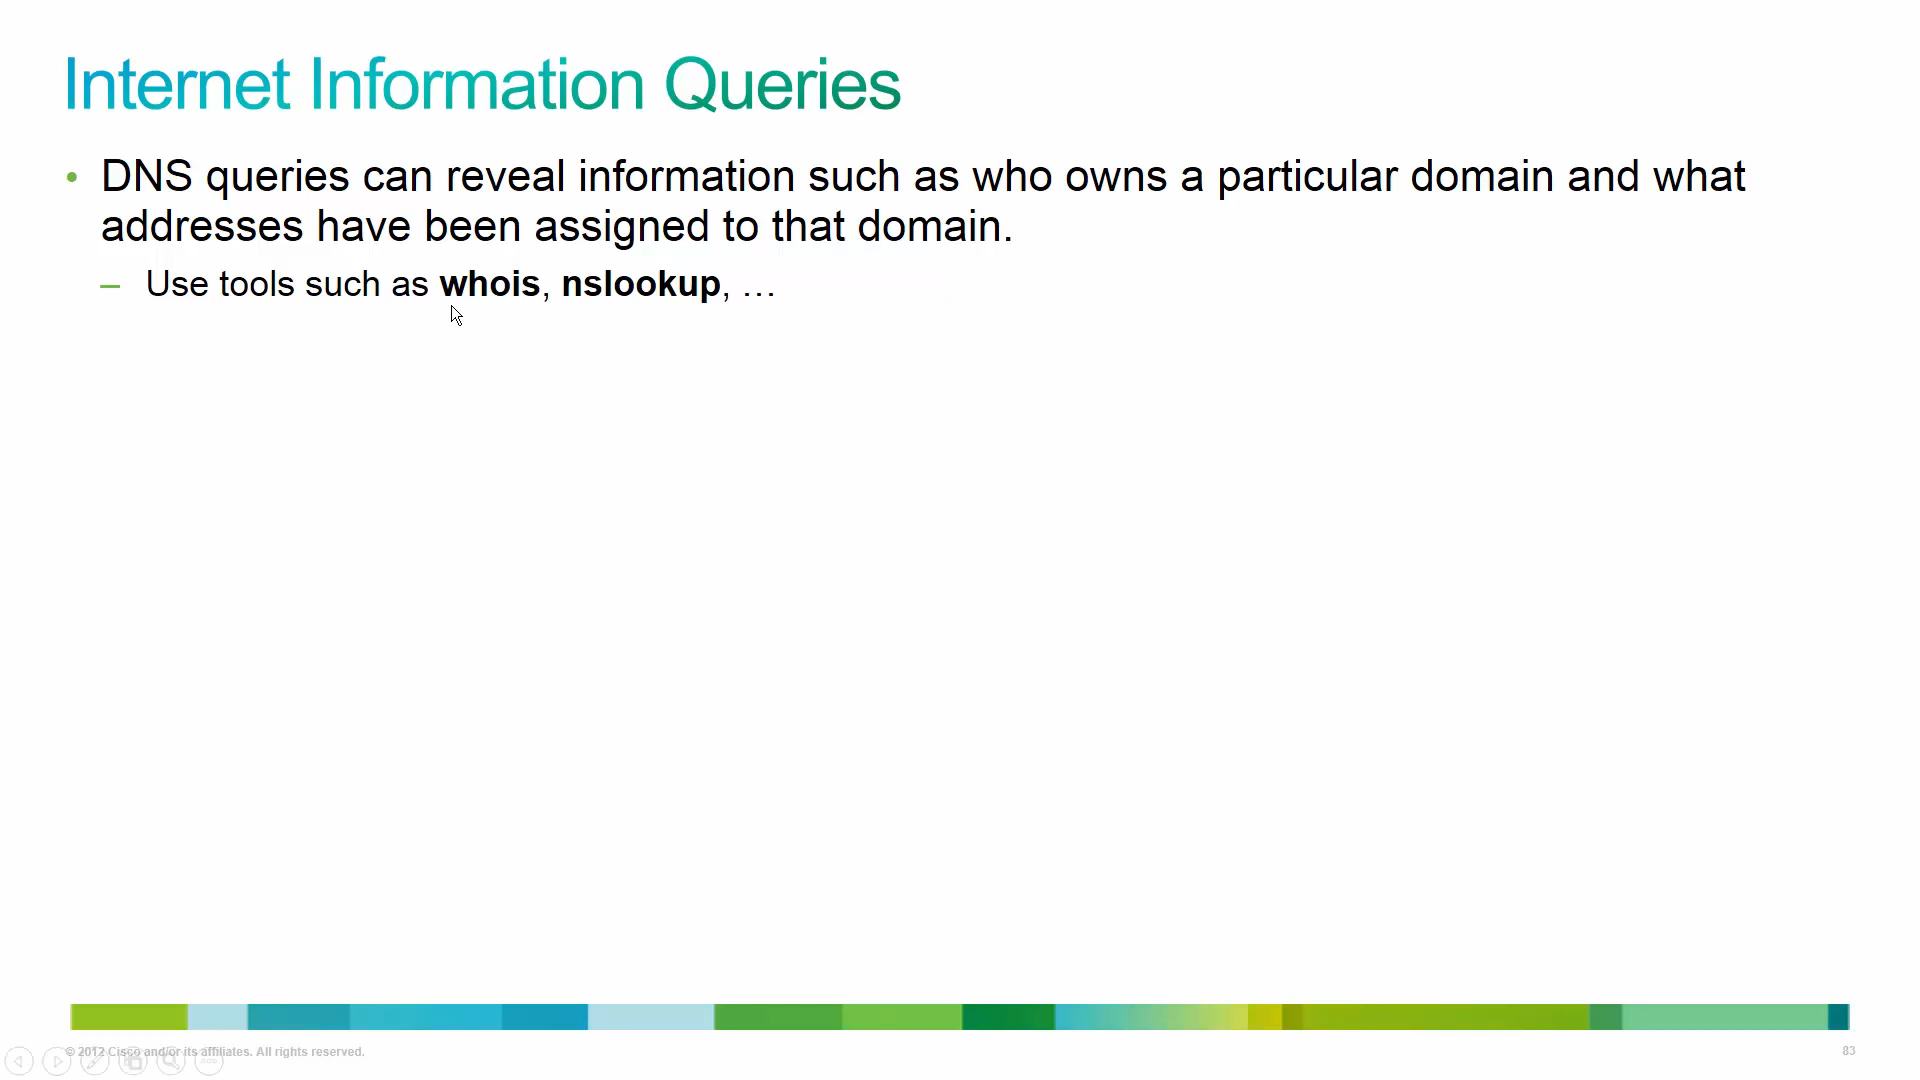 Internet Information Queries
• DNS queries can reveal information such as who owns a particular domain and what
addresses have been assigned to that domain.
– Use tools such as whois, nslookup, …
© 2012 Cisco and/or its affiliates. All rights reserved.
83